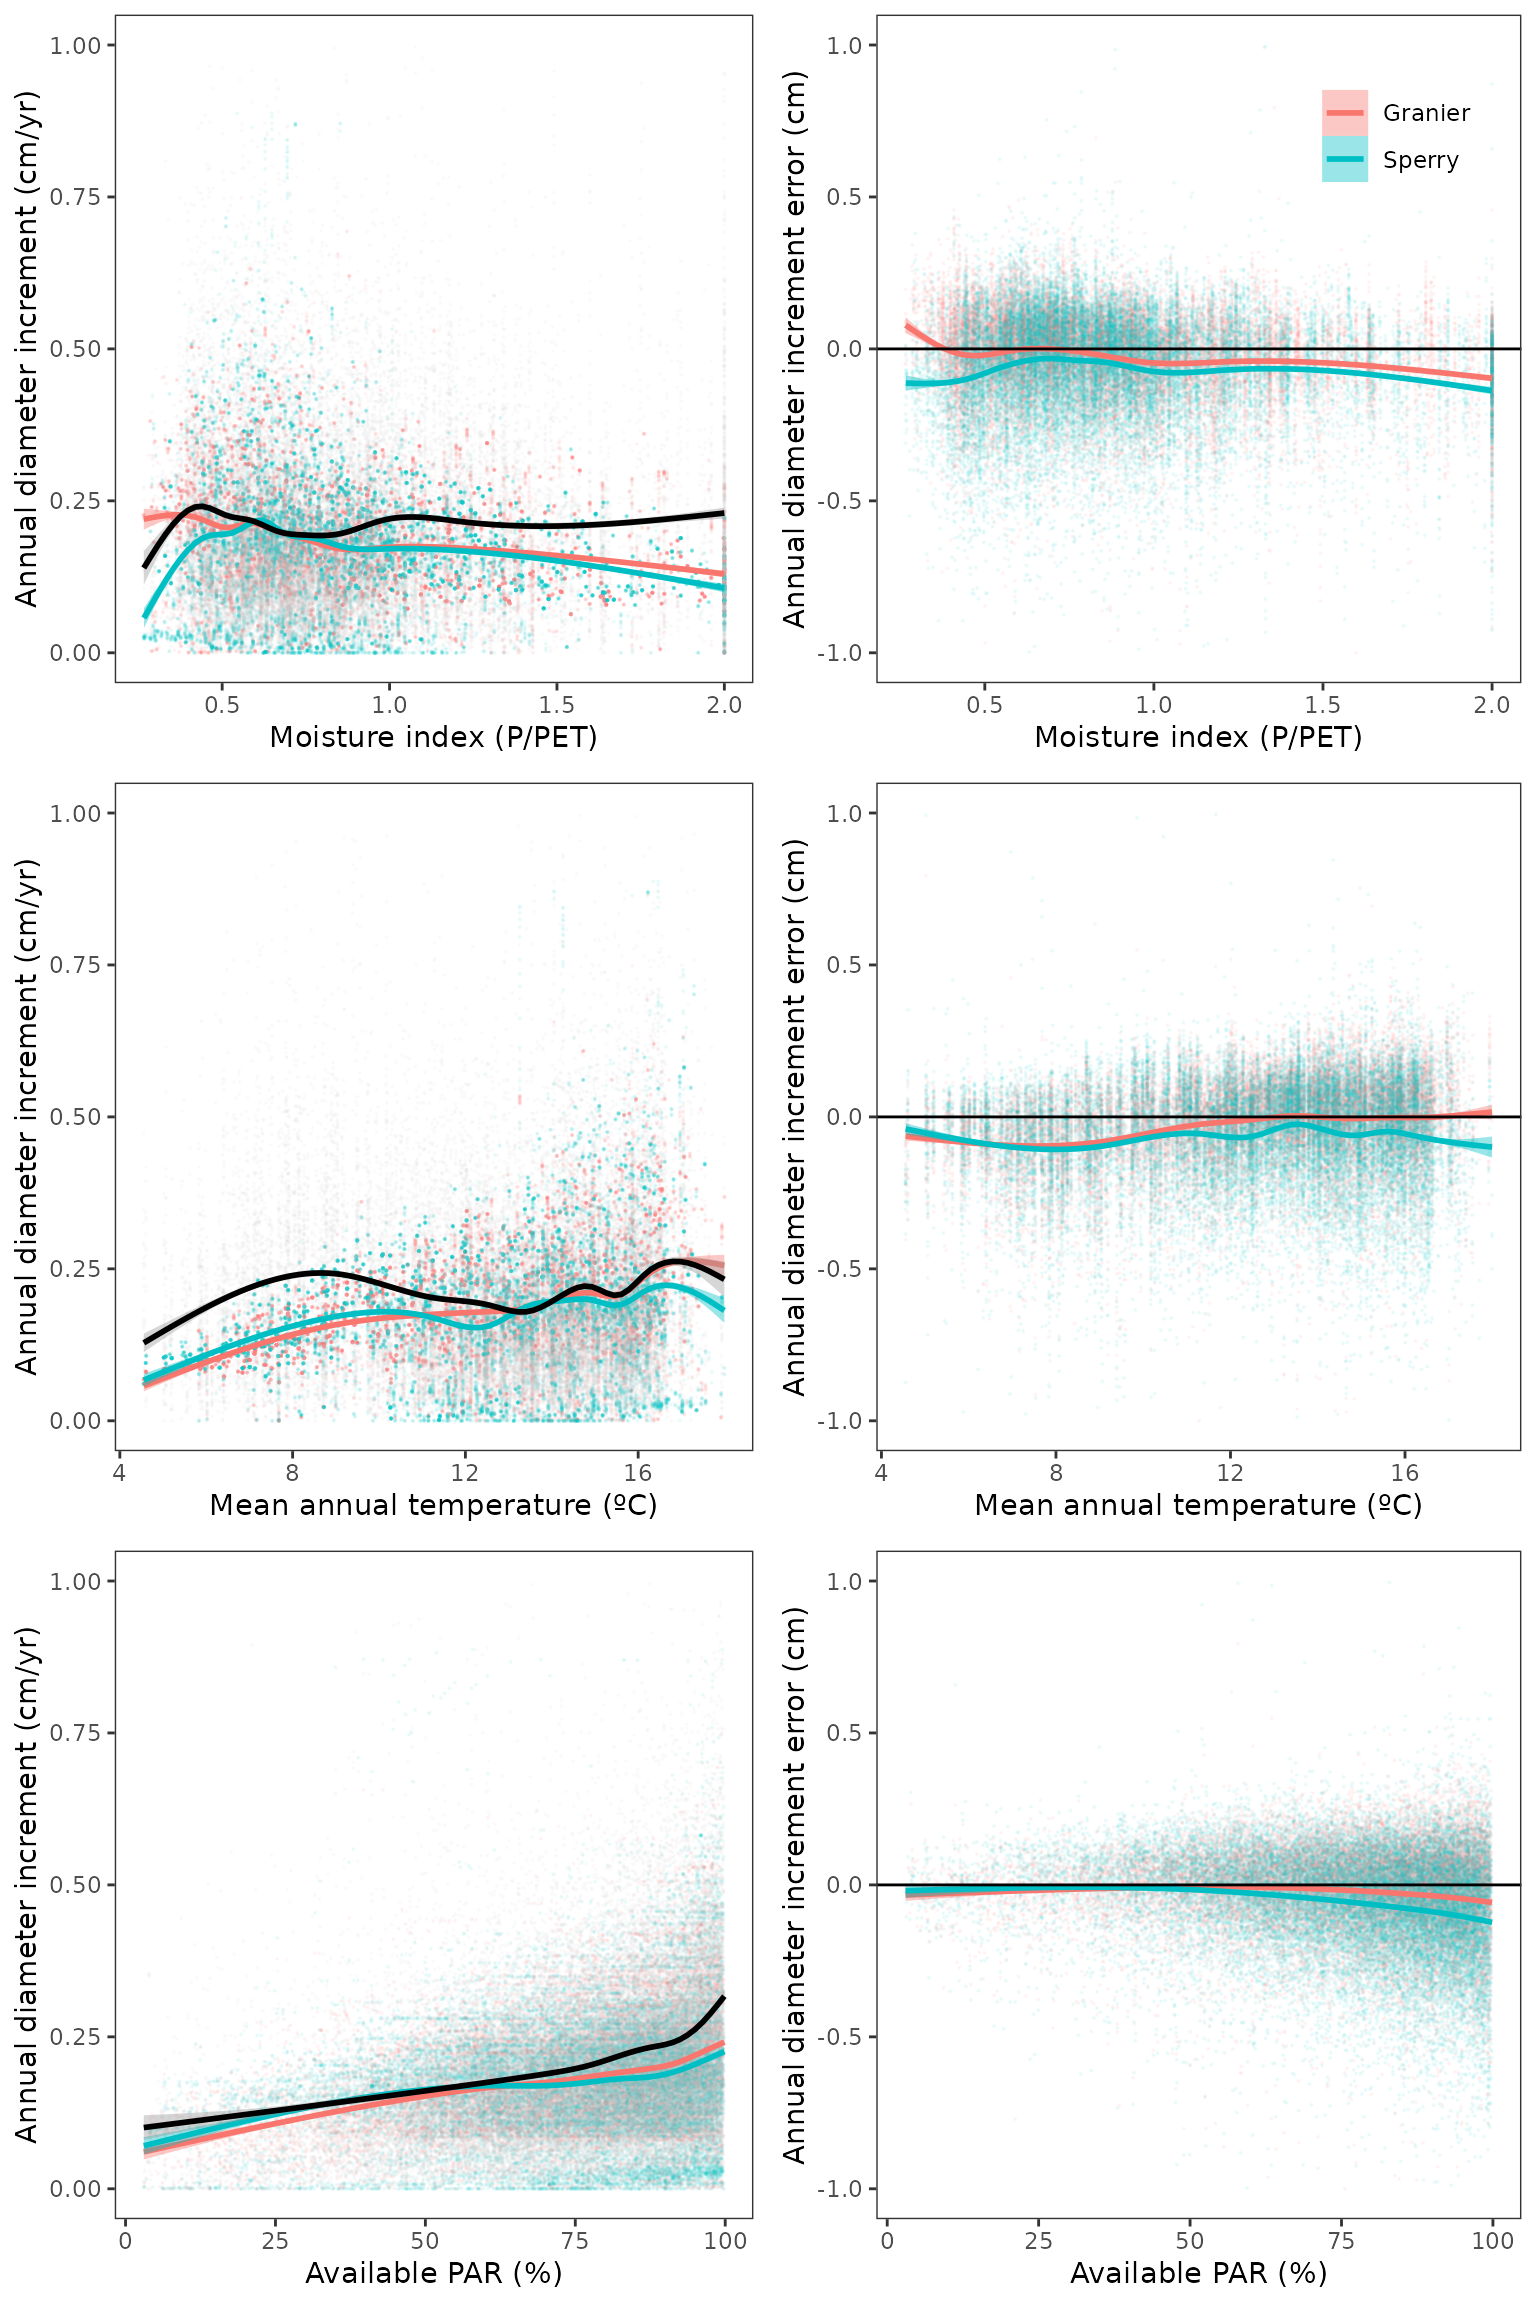 Annual diameter increment (cm/yr)
1.00
0.75
0.50
0.25
0.00
0.5 1.0 1.5 2.0
Moisture index (P/PET)
Annual diameter increment error (cm)
1.0
0.5
0.0
-0.5
-1.0
Granier
Sperry
0.5 1.0 1.5 2.0
Moisture index (P/PET)
Annual diameter increment (cm/yr)
1.00
0.75
0.50
0.25
0.00
4 8 12 16
Mean annual temperature (ºC)
Annual diameter increment error (cm)
1.0
0.5
0.0
-0.5
-1.0
4 8 12 16
Mean annual temperature (ºC)
Annual diameter increment (cm/yr)
1.00
0.75
0.50
0.25
0.00
0 25 50 75 100
Available PAR (%)
Annual diameter increment error (cm)
1.0
0.5
0.0
-0.5
-1.0
0 25 50 75 100
Available PAR (%)